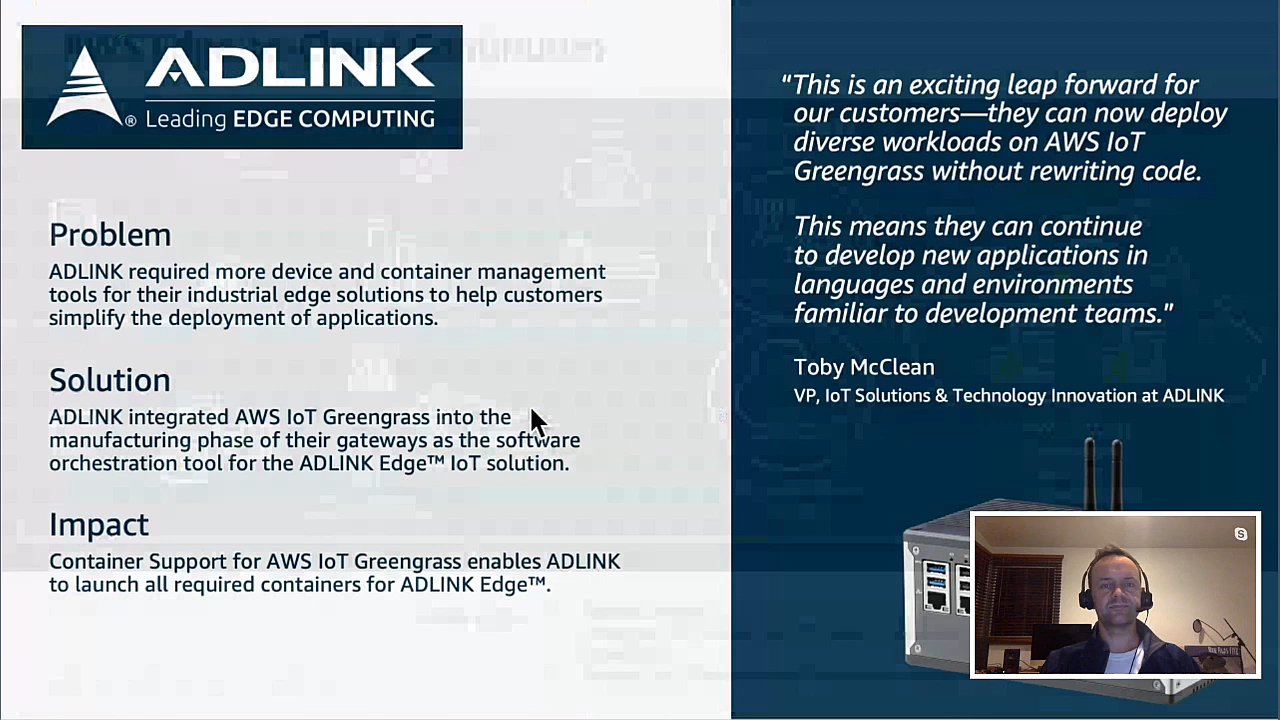 ADLINK
® Leading EDGE COMPUTING
Problem
ADLINK required more device and container management
tools for their industrial edge solutions to help customers
simplify the deployment of applications.
Solution
ADLINK integrated AWS IoT Greengrass into the
manufacturing phase of their gateways as the software
orchestration tool for the ADLINK Edge™ IoT solution.
Impact
Container Support for AWS IoT Greengrass enables ADLINK
to launch all required containers for ADLINK Edge™.
"This is an exciting leap forward for
our customers—they can now deploy
diverse workloads on AWS IoT
Greengrass without rewriting code.
This means they can continue
to develop new applications in
languages and environments
familiar to development teams."
Toby McClean
VP, IoT Solutions & Technology Innovation at ADLINK